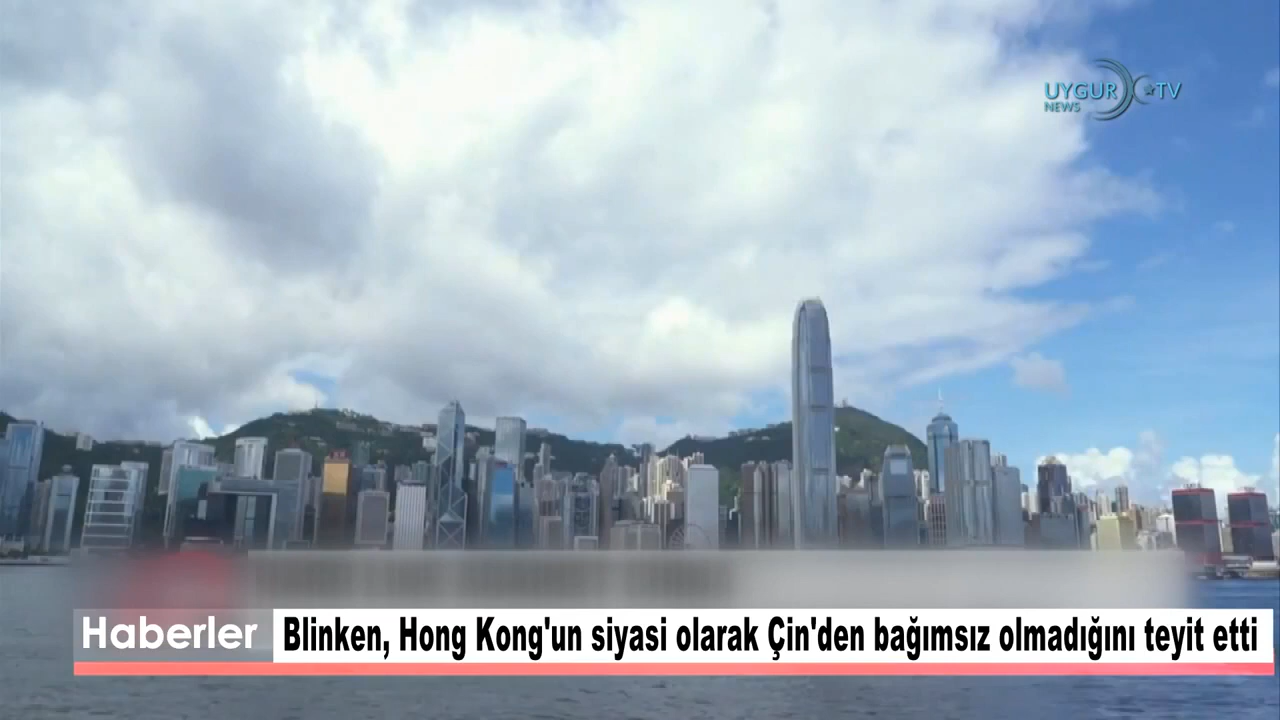 UYGUR TV
NEWS
Haberler
Blinken, Hong Kong'un siyasi olarak Çin'den bağımsız olmadığını teyit etti